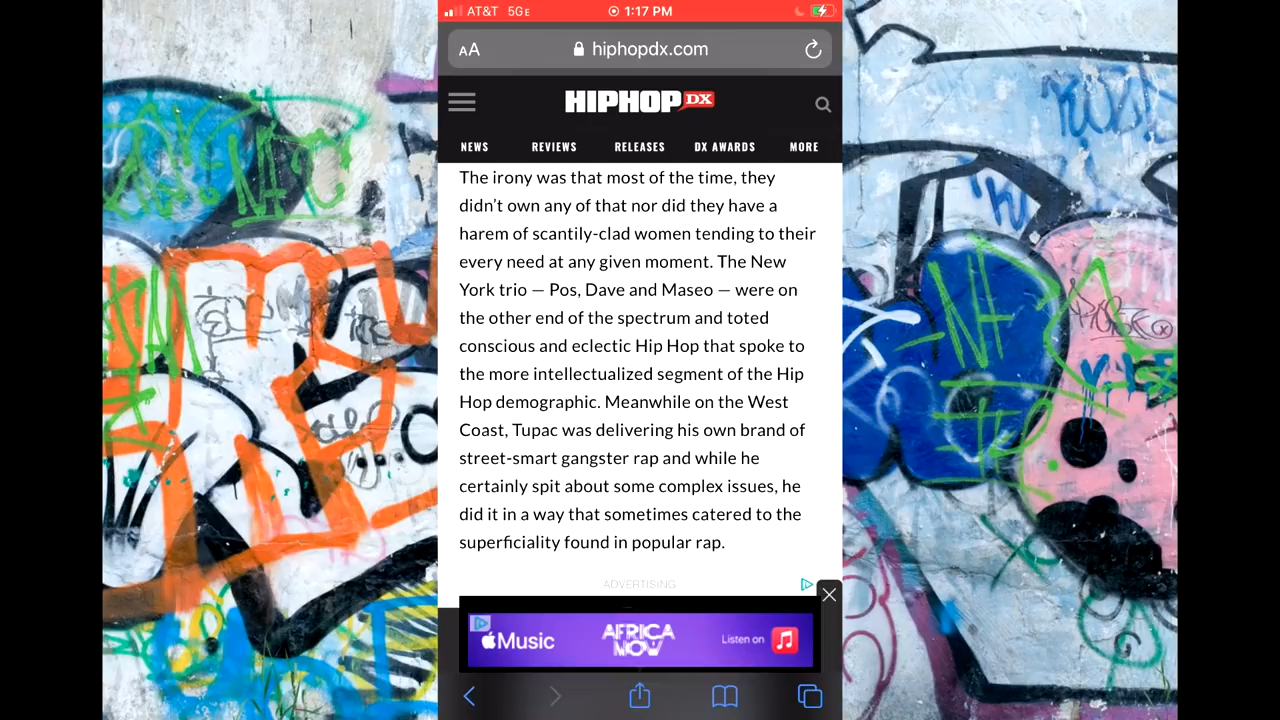 AT&T 5GE 1:17 PM
AA hiphopdx.com
HIPHOP DX
NEWS REVIEWS RELEASES DX AWARDS MORE
The irony was that most of the time, they
didn’t own any of that nor did they have a
harem of scantily-clad women tending to their
every need at any given moment. The New
York trio — Pos, Dave and Maseo — were on
the other end of the spectrum and toted
conscious and eclectic Hip Hop that spoke to
the more intellectualized segment of the Hip
Hop demographic. Meanwhile on the West
Coast, Tupac was delivering his own brand of
street-smart gangster rap and while he
certainly spit about some complex issues, he
did it in a way that sometimes catered to the
superficiality found in popular rap.
ADVERTISING
Music AFRICA NOW Listen on